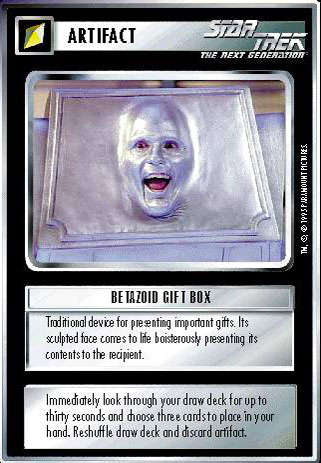 ARTIFACT
STAR TREK
THE NEXT GENERATION
TM, ®, © 1995 PARAMOUNT PICTURES.
BETAZOID GIFT BOX
Traditional device for presenting important gifts. Its
sculpted face comes to life boisterously presenting its
contents to the recipient.
Immediately look through your draw deck for up to
thirty seconds and choose three cards to place in your
hand. Reshuffle draw deck and discard artifact.